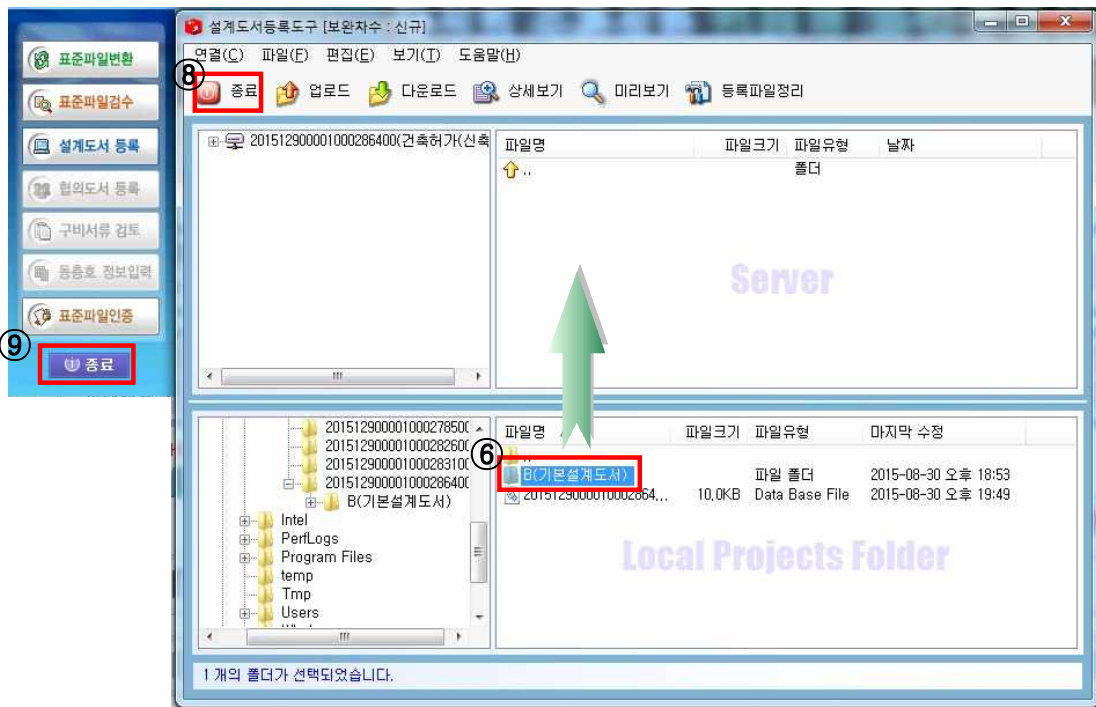 표준파일변환
표준파일검수
설계도서 등록
협의도서 등록
구비서류 검토
동층호 정보입력
표준파일인증
⑨
종료
설계도서등록도구 [보완차수 : 신규]
연결(C) 파일(F) 편집(E) 보기(T) 도움말(H)
⑧
종료 업로드 다운로드 상세보기 미리보기 등록파일정리
201512900001000286400(건축허가(신축
파일명 파일크기 파일유형 날짜
.. 폴더
Server
20151290000100027850(
20151290000100028260(
20151290000100028310(
20151290000100028640(
B(기본설계도서)
Intel
PerfLogs
Program Files
temp
Tmp
Users
파일명 파일크기 파일유형 마지막 수정
⑥
..
B(기본설계도서) 파일 폴더 2015-08-30 오후 18:53
2015129000010002864... 10,0KB Data Base File 2015-08-30 오후 19:49
Local Projects Folder
1 개의 폴더가 선택되었습니다.